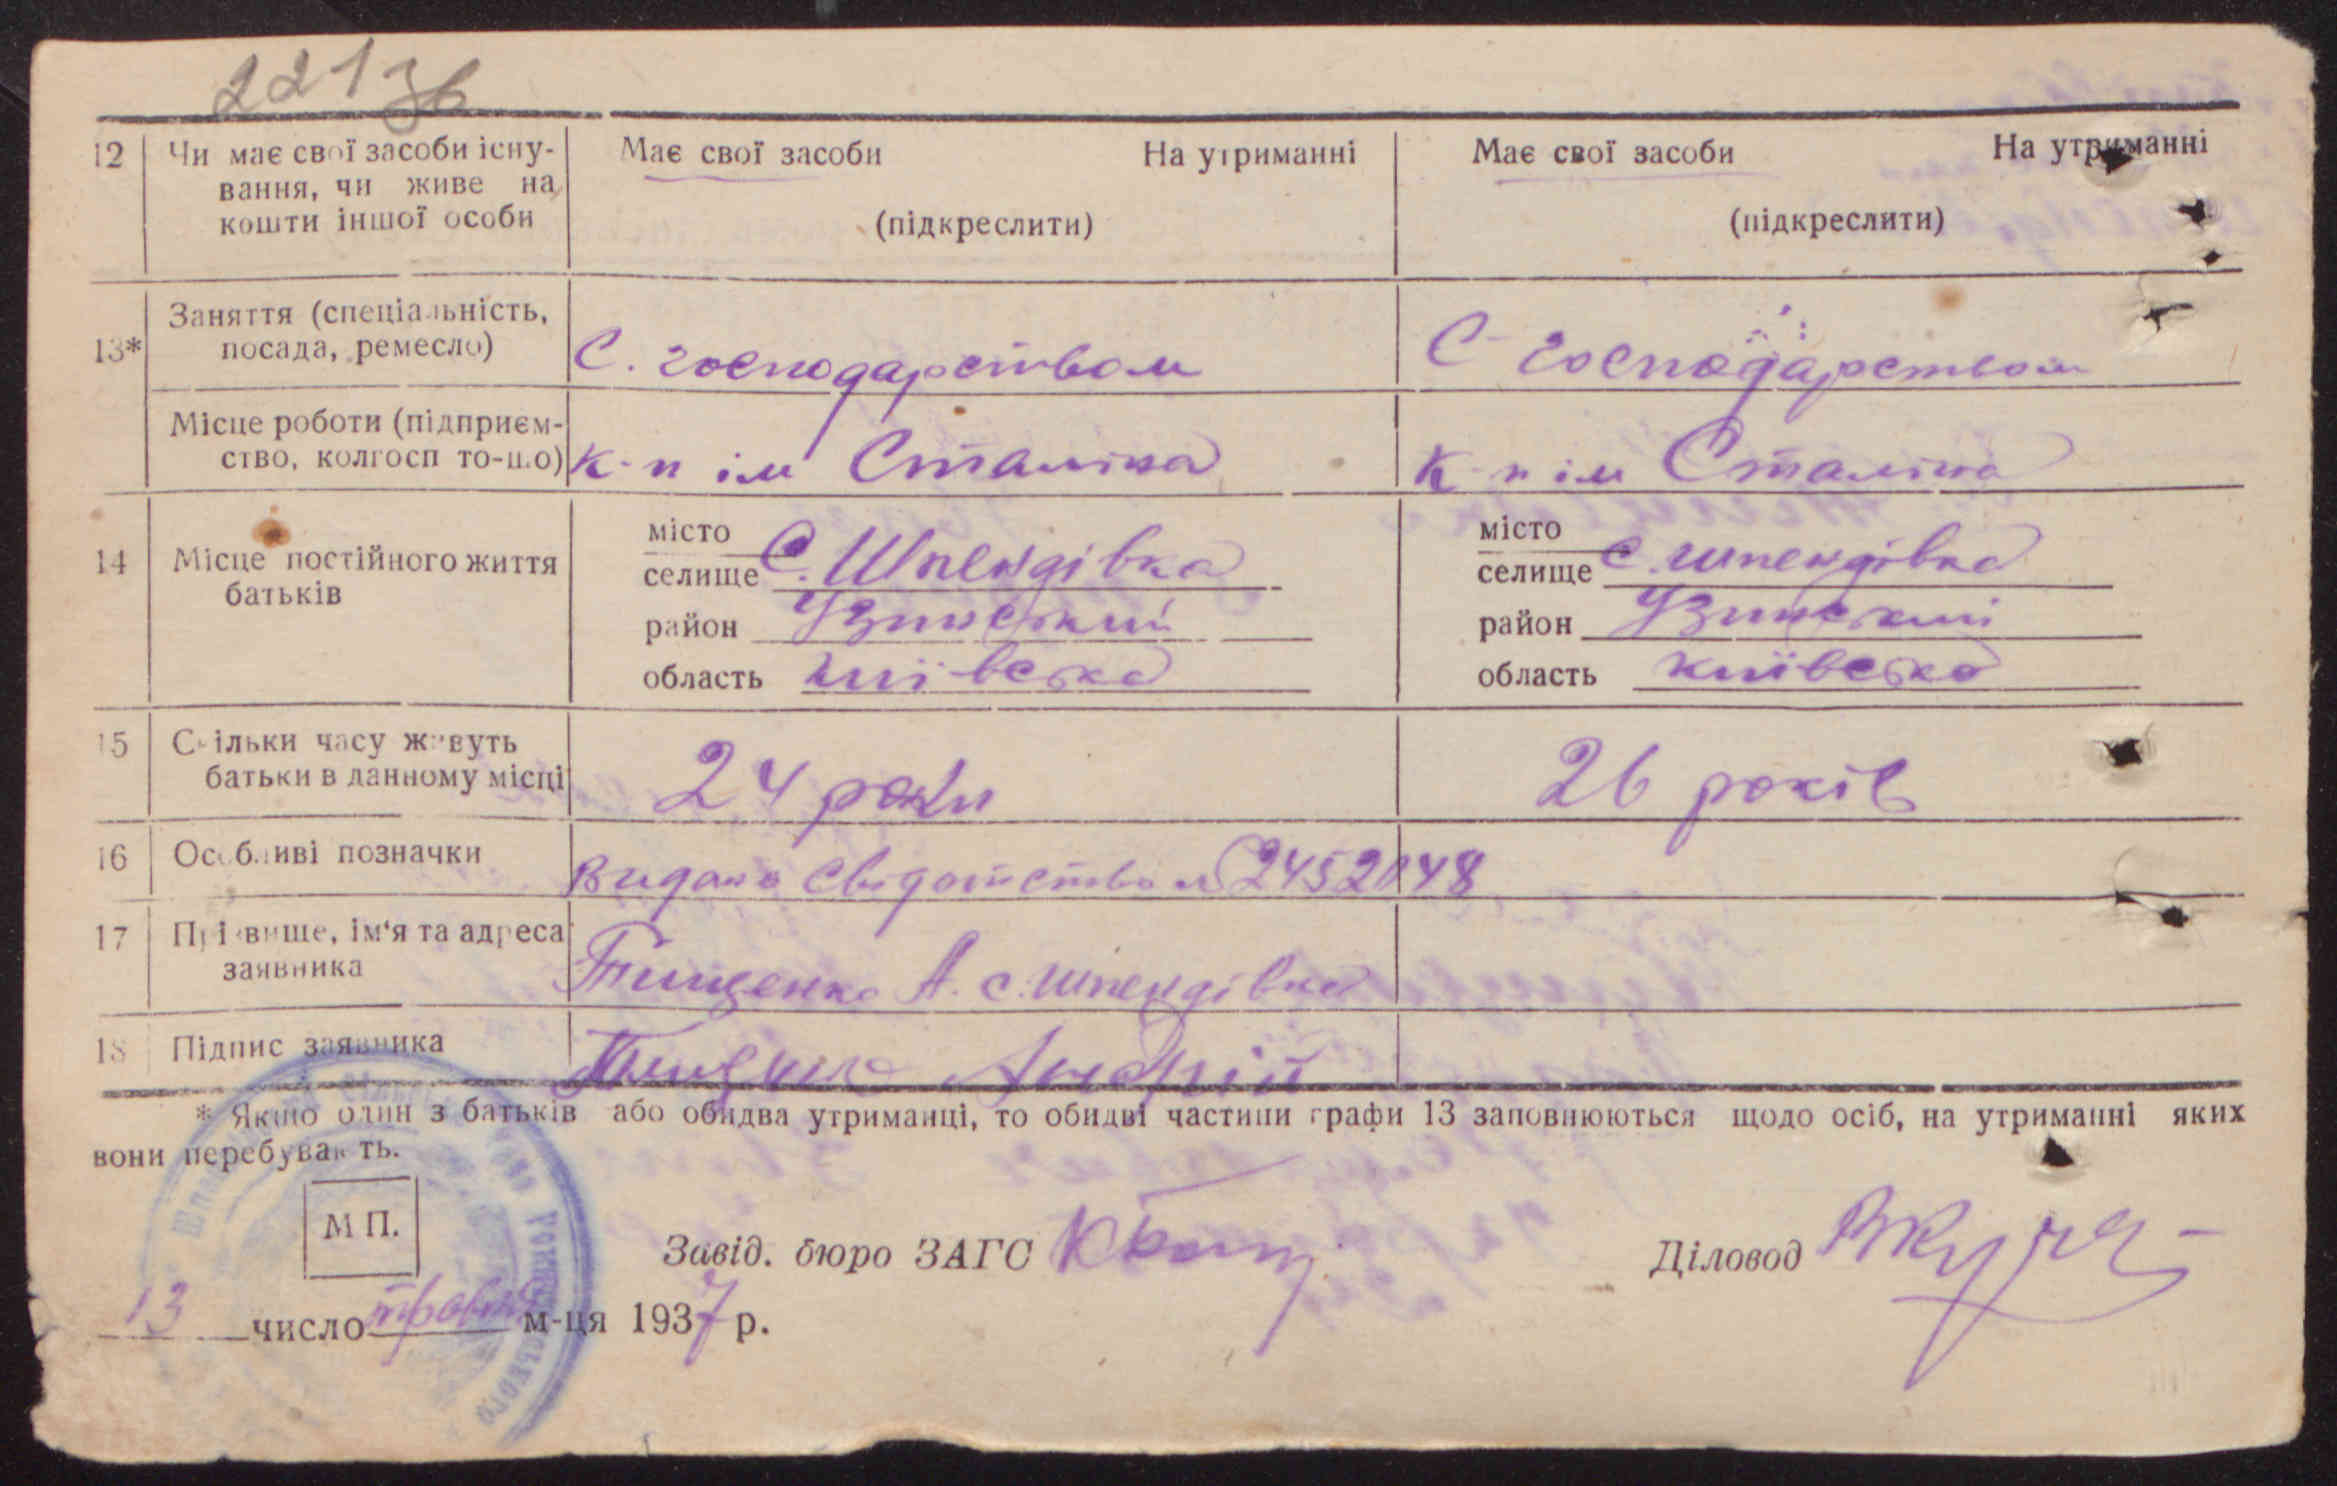 221 зв
12 Чи має свої засоби існу- Має свої засоби На утриманні Має свої засоби На утриманні
вання, чи живе на
кошти іншої особи (підкреслити) (підкреслити)
13* Заняття (спеціальність,
посада, ремесло) С. господарством С-господарством
Місце роботи (підприєм-
ство, колгосп то-що) к-п ім Сталіна к-п ім Сталіна
14 Місце постійного життя
батьків
місто місто
селище С. Шпендівка селище с. шпендівка
район Узинський район Узинський
область київська область київська
15 Скільки часу живуть
батьки в данному місці 24 роки 26 років
16 Особливі позначки Видано свідотство №
17 Прізвище, ім'я та адреса
заявника Тищенко А. с. шпендівка
18 Підпис заявника Тищенко Андрій
* Якщо один з батьків або обидва утриманці, то обидві частини графи 13 заповнюються щодо осіб, на утриманні яких
вони перебувають.
М П.
Завід. бюро ЗАГС Діловод
13 число травня м-ця 1937 р.